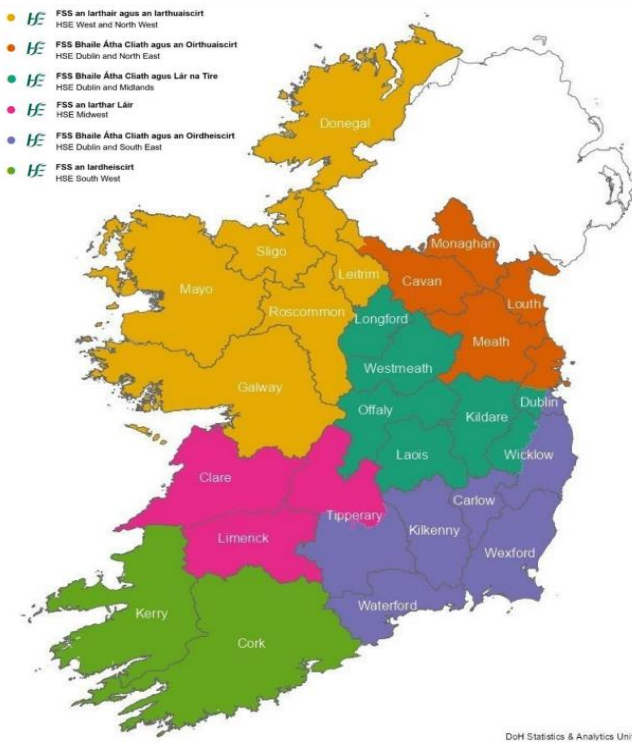 FSS an Iarthair agus an Iarthuaiscirt
HSE West and North West
FSS Bhaile Átha Cliath agus an Oirthuaiscirt
HSE Dublin and North East
FSS Bhaile Átha Cliath agus Lár na Tíre
HSE Dublin and Midlands
FSS an Iarthar Láir
HSE Midwest
FSS Bhaile Átha Cliath agus an Oirdheiscirt
HSE Dublin and South East
FSS an Iardheiscirt
HSE South West
Donegal
Monaghan
Sligo
Leitrim
Cavan
Mayo
Louth
Roscommon
Longford
Meath
Westmeath
Galway
Dublin
Offaly
Kildare
Laois
Wicklow
Clare
Carlow
Tipperary
Kilkenny
Limerick
Wexford
Waterford
Kerry
Cork
DoH Statistics & Analytics Uni